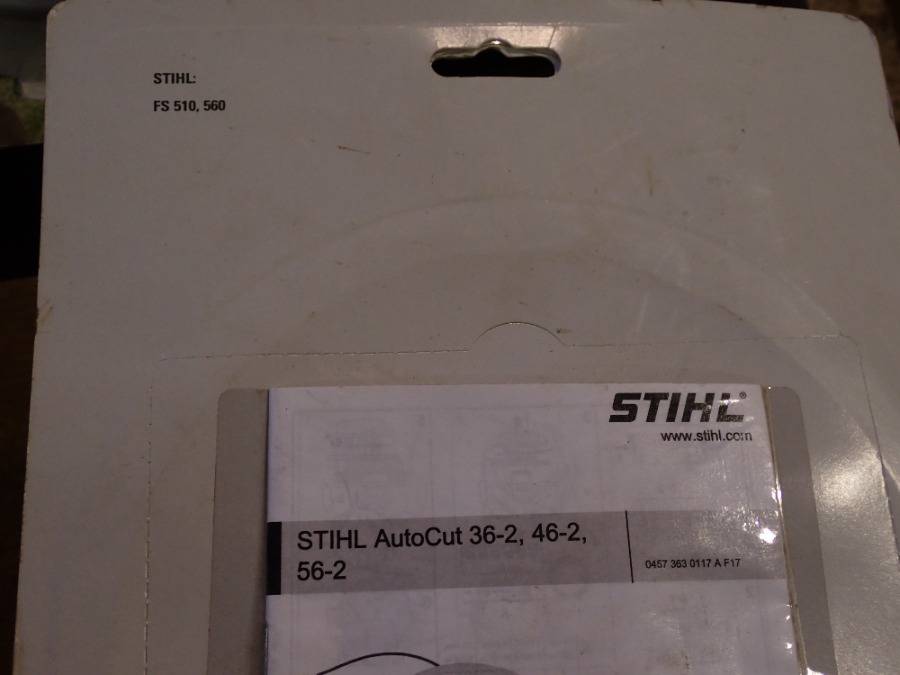 STIHL:
FS 510, 560
STIHL®
www.stihl.com
STIHL AutoCut 36-2, 46-2,
56-2
0457 363 0117 A F17